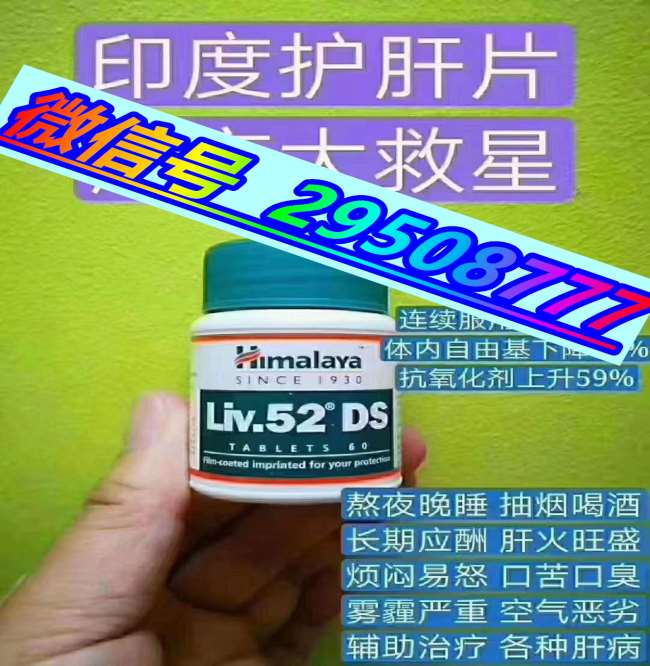 印度护肝片
大救星
微信号 29508777
连续服
体内自由基下 %
抗氧化剂上升59%
Himalaya
SINCE 1930
Liv.52® DS
TABLETS 60
Film-coated imprinted for your protection
熬夜晚睡 抽烟喝酒
长期应酬 肝火旺盛
烦闷易怒 口苦口臭
雾霾严重 空气恶劣
辅助治疗 各种肝病